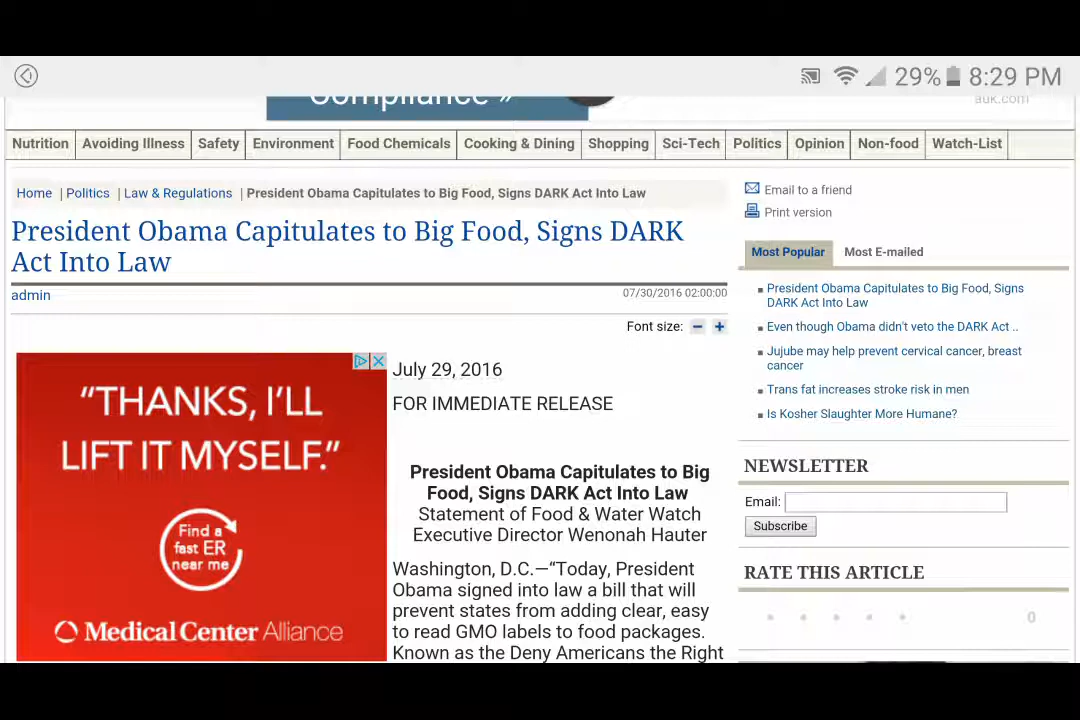 29% 8:29 PM
Compliance »
auk.com
Nutrition Avoiding Illness Safety Environment Food Chemicals Cooking & Dining Shopping Sci-Tech Politics Opinion Non-food Watch-List
Home | Politics | Law & Regulations | President Obama Capitulates to Big Food, Signs DARK Act Into Law
President Obama Capitulates to Big Food, Signs DARK
Act Into Law
admin
07/30/2016 02:00:00
Font size:
"THANKS, I'LL
LIFT IT MYSELF."
Find a
fast ER
near me
Medical Center Alliance
July 29, 2016
FOR IMMEDIATE RELEASE
President Obama Capitulates to Big
Food, Signs DARK Act Into Law
Statement of Food & Water Watch
Executive Director Wenonah Hauter
Washington, D.C.—“Today, President
Obama signed into law a bill that will
prevent states from adding clear, easy
to read GMO labels to food packages.
Known as the Deny Americans the Right
Email to a friend
Print version
Most Popular Most E-mailed
President Obama Capitulates to Big Food, Signs
DARK Act Into Law
Even though Obama didn't veto the DARK Act ..
Jujube may help prevent cervical cancer, breast
cancer
Trans fat increases stroke risk in men
Is Kosher Slaughter More Humane?
NEWSLETTER
Email:
Subscribe
RATE THIS ARTICLE
0